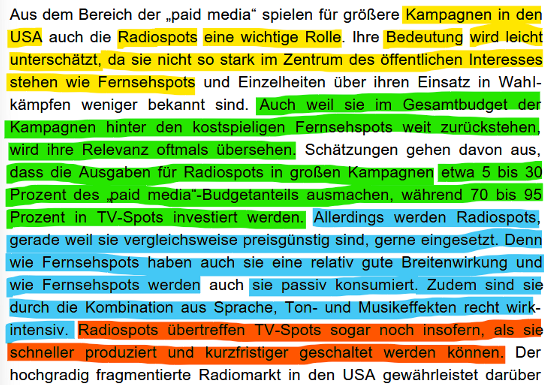 Aus dem Bereich der „paid media“ spielen für größere Kampagnen in den
USA auch die Radiospots eine wichtige Rolle. Ihre Bedeutung wird leicht
unterschätzt, da sie nicht so stark im Zentrum des öffentlichen Interesses
stehen wie Fernsehspots und Einzelheiten über ihren Einsatz in Wahl-
kämpfen weniger bekannt sind. Auch weil sie im Gesamtbudget der
Kampagnen hinter den kostspieligen Fernsehspots weit zurückstehen,
wird ihre Relevanz oftmals übersehen. Schätzungen gehen davon aus,
dass die Ausgaben für Radiospots in großen Kampagnen etwa 5 bis 30
Prozent des „paid media“-Budgetanteils ausmachen, während 70 bis 95
Prozent in TV-Spots investiert werden. Allerdings werden Radiospots,
gerade weil sie vergleichsweise preisgünstig sind, gerne eingesetzt. Denn
wie Fernsehspots haben auch sie eine relativ gute Breitenwirkung und
wie Fernsehspots werden auch sie passiv konsumiert. Zudem sind sie
durch die Kombination aus Sprache, Ton- und Musikeffekten recht wirk-
intensiv. Radiospots übertreffen TV-Spots sogar noch insofern, als sie
schneller produziert und kurzfristiger geschaltet werden können. Der
hochgradig fragmentierte Radiomarkt in den USA gewährleistet darüber